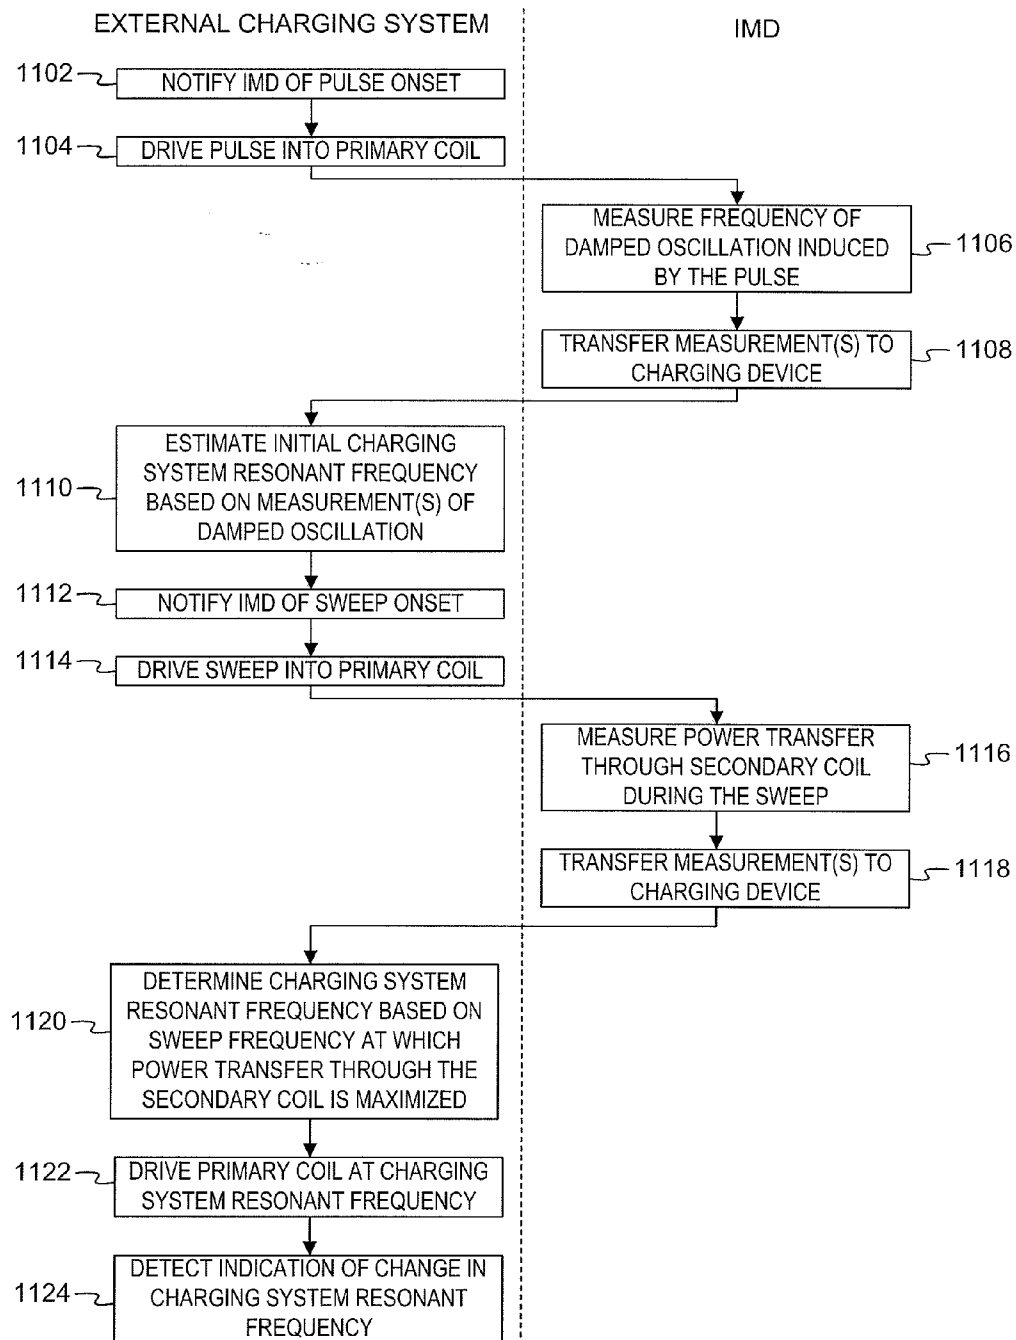 EXTERNAL CHARGING SYSTEM
IMD
1102
NOTIFY IMD OF PULSE ONSET
1104
DRIVE PULSE INTO PRIMARY COIL
MEASURE FREQUENCY OF
DAMPED OSCILLATION INDUCED
BY THE PULSE
1106
TRANSFER MEASUREMENT(S) TO
CHARGING DEVICE
1108
1110
ESTIMATE INITIAL CHARGING
SYSTEM RESONANT FREQUENCY
BASED ON MEASUREMENT(S) OF
DAMPED OSCILLATION
1112
NOTIFY IMD OF SWEEP ONSET
1114
DRIVE SWEEP INTO PRIMARY COIL
MEASURE POWER TRANSFER
THROUGH SECONDARY COIL
DURING THE SWEEP
1116
TRANSFER MEASUREMENT(S) TO
CHARGING DEVICE
1118
1120
DETERMINE CHARGING SYSTEM
RESONANT FREQUENCY BASED ON
SWEEP FREQUENCY AT WHICH
POWER TRANSFER THROUGH THE
SECONDARY COIL IS MAXIMIZED
1122
DRIVE PRIMARY COIL AT CHARGING
SYSTEM RESONANT FREQUENCY
1124
DETECT INDICATION OF CHANGE IN
CHARGING SYSTEM RESONANT
FREQUENCY